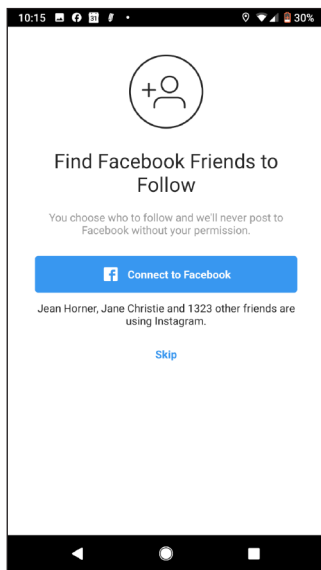 10:15 31 30%
Find Facebook Friends to
Follow
You choose who to follow and we'll never post to
Facebook without your permission.
Connect to Facebook
Jean Horner, Jane Christie and 1323 other friends are
using Instagram.
Skip